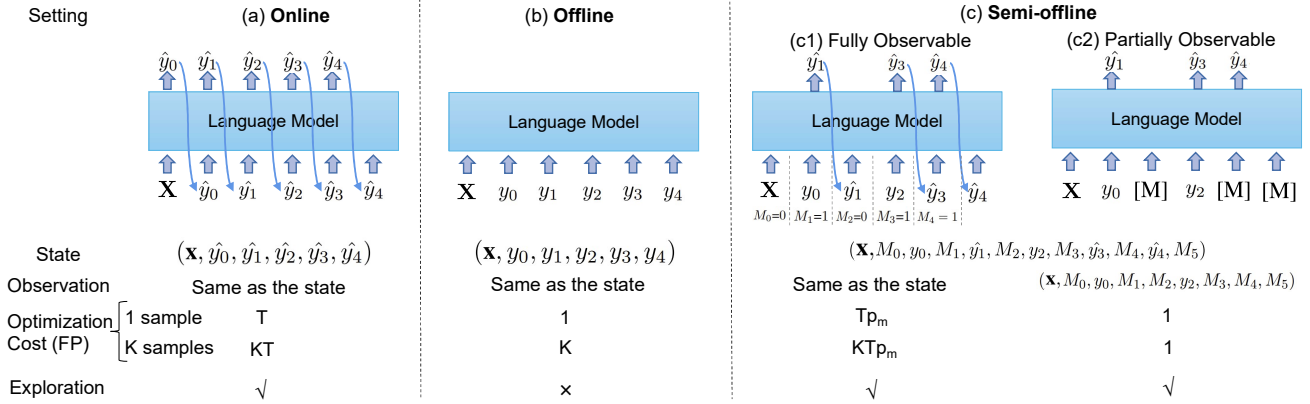 Setting (a) Online (b) Offline (c) Semi-offline
(c1) Fully Observable (c2) Partially Observable
ŷ₀ ŷ₁ ŷ₂ ŷ₃ ŷ₄ ŷ₁ ŷ₃ ŷ₄ ŷ₁ ŷ₃ ŷ₄
Language Model Language Model Language Model Language Model
X ŷ₀ ŷ₁ ŷ₂ ŷ₃ ŷ₄ X y₀ y₁ y₂ y₃ y₄ X y₀ ŷ₁ y₂ ŷ₃ ŷ₄ X y₀ [M] y₂ [M] [M]
M₀=0 M₁=1 M₂=0 M₃=1 M₄=1
State (x, ŷ₀, ŷ₁, ŷ₂, ŷ₃, ŷ₄) (x, y₀, y₁, y₂, y₃, y₄) (x, M₀, y₀, M₁, ŷ₁, M₂, y₂, M₃, ŷ₃, M₄, ŷ₄, M₅)
Observation Same as the state Same as the state Same as the state (x, M₀, y₀, M₁, M₂, y₂, M₃, M₄, M₅)
Optimization Cost (FP) 1 sample T 1 Tpₘ 1
K samples KT K KTpₘ 1
Exploration √ × √ √